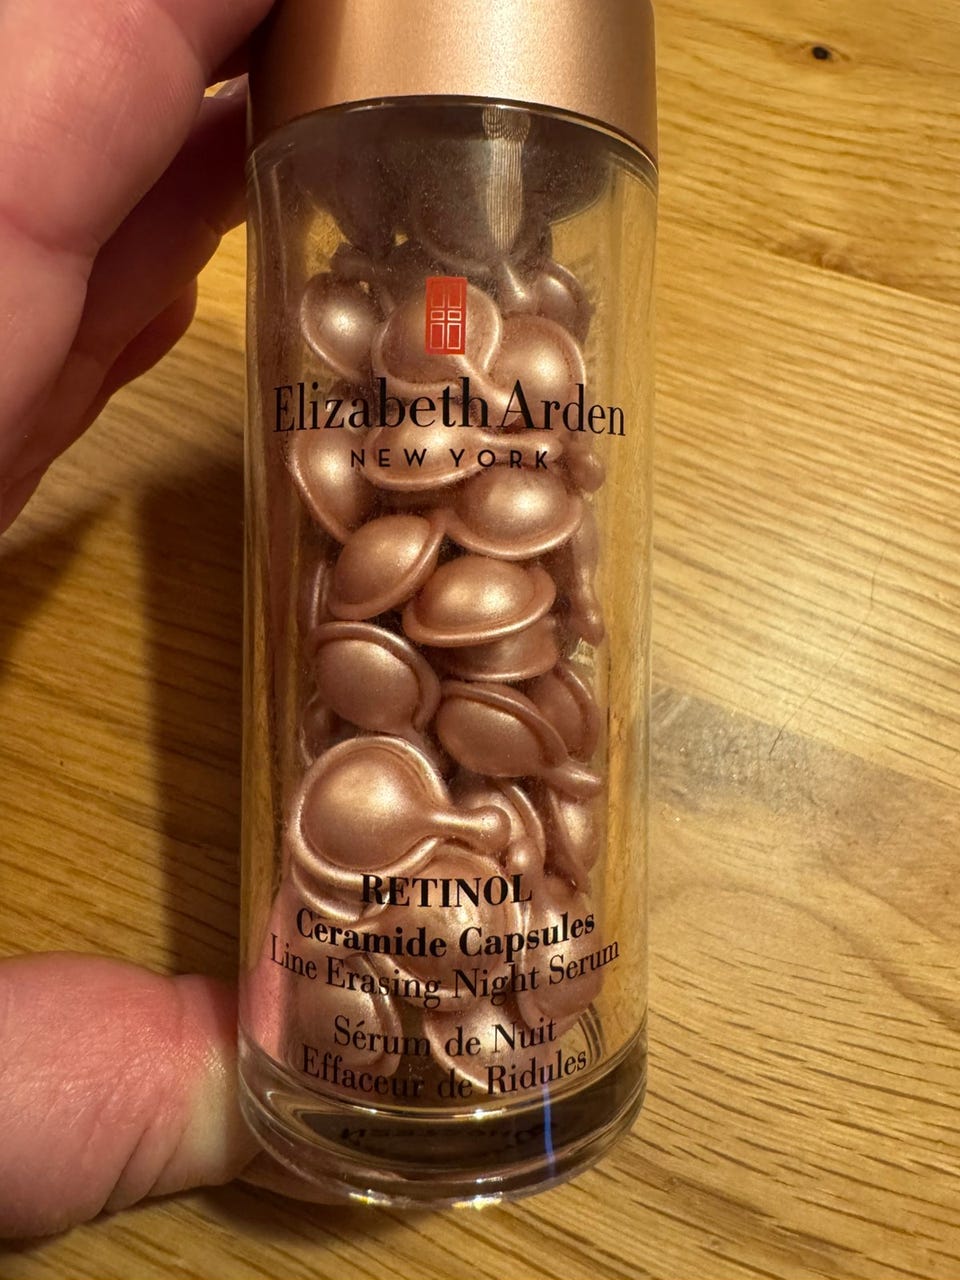 Elizabeth Arden
NEW YORK
RETINOL
Ceramide Capsules
Line Erasing Night Serum
Sérum de Nuit
Effaceur de Ridules